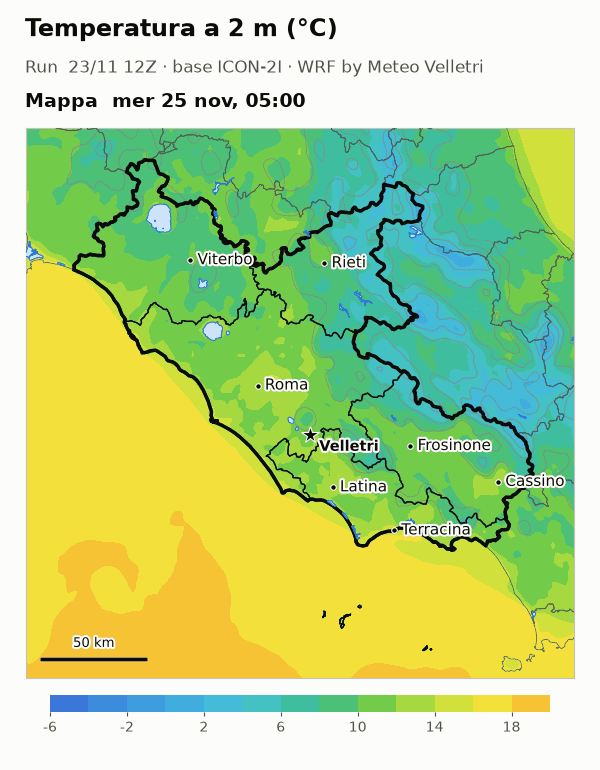 Temperatura a 2 m (°C)
Run  23/11 12Z · base ICON-2I · WRF by Meteo Velletri
Mappa  mer 25 nov, 05:00
Viterbo
Rieti
Roma
Velletri
Frosinone
Latina
Cassino
Terracina
50 km
-6 -2 2 6 10 14 18